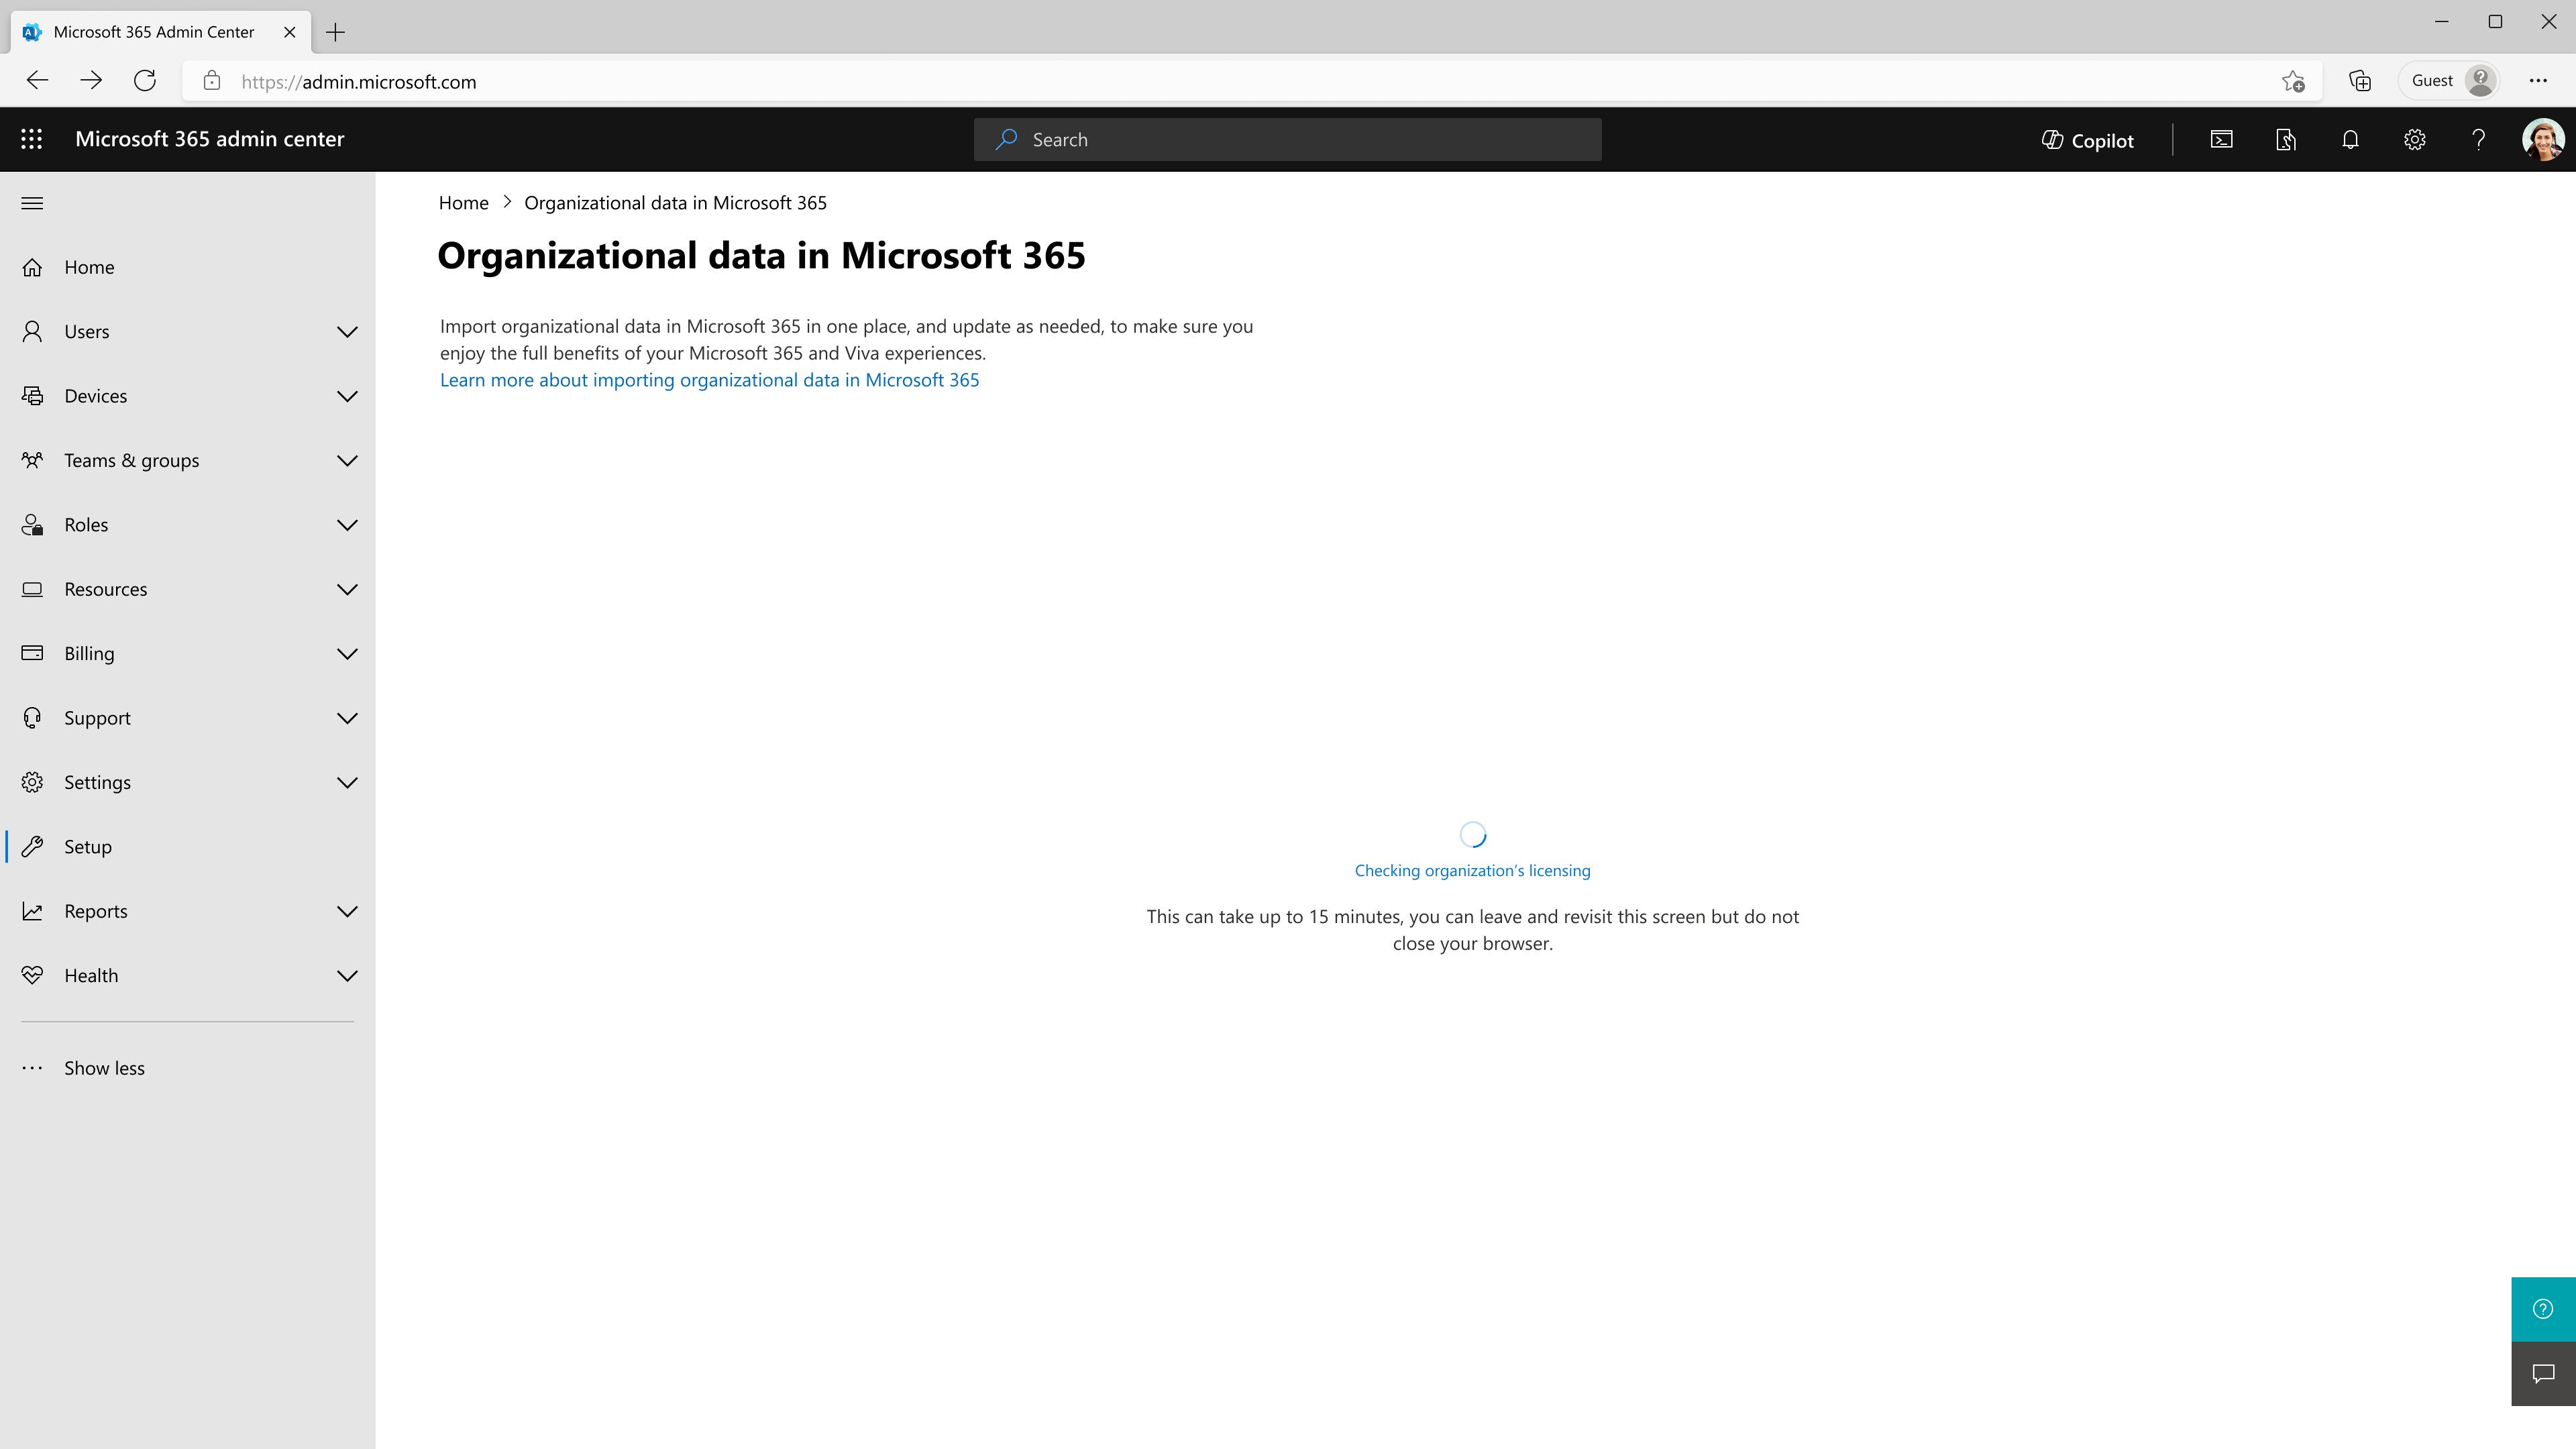 Microsoft 365 Admin Center
https://admin.microsoft.com
Guest
Microsoft 365 admin center
Search
Copilot
Home
Users
Devices
Teams & groups
Roles
Resources
Billing
Support
Settings
Setup
Reports
Health
Show less
Home > Organizational data in Microsoft 365
Organizational data in Microsoft 365
Import organizational data in Microsoft 365 in one place, and update as needed, to make sure you
enjoy the full benefits of your Microsoft 365 and Viva experiences.
Learn more about importing organizational data in Microsoft 365
Checking organization's licensing
This can take up to 15 minutes, you can leave and revisit this screen but do not
close your browser.